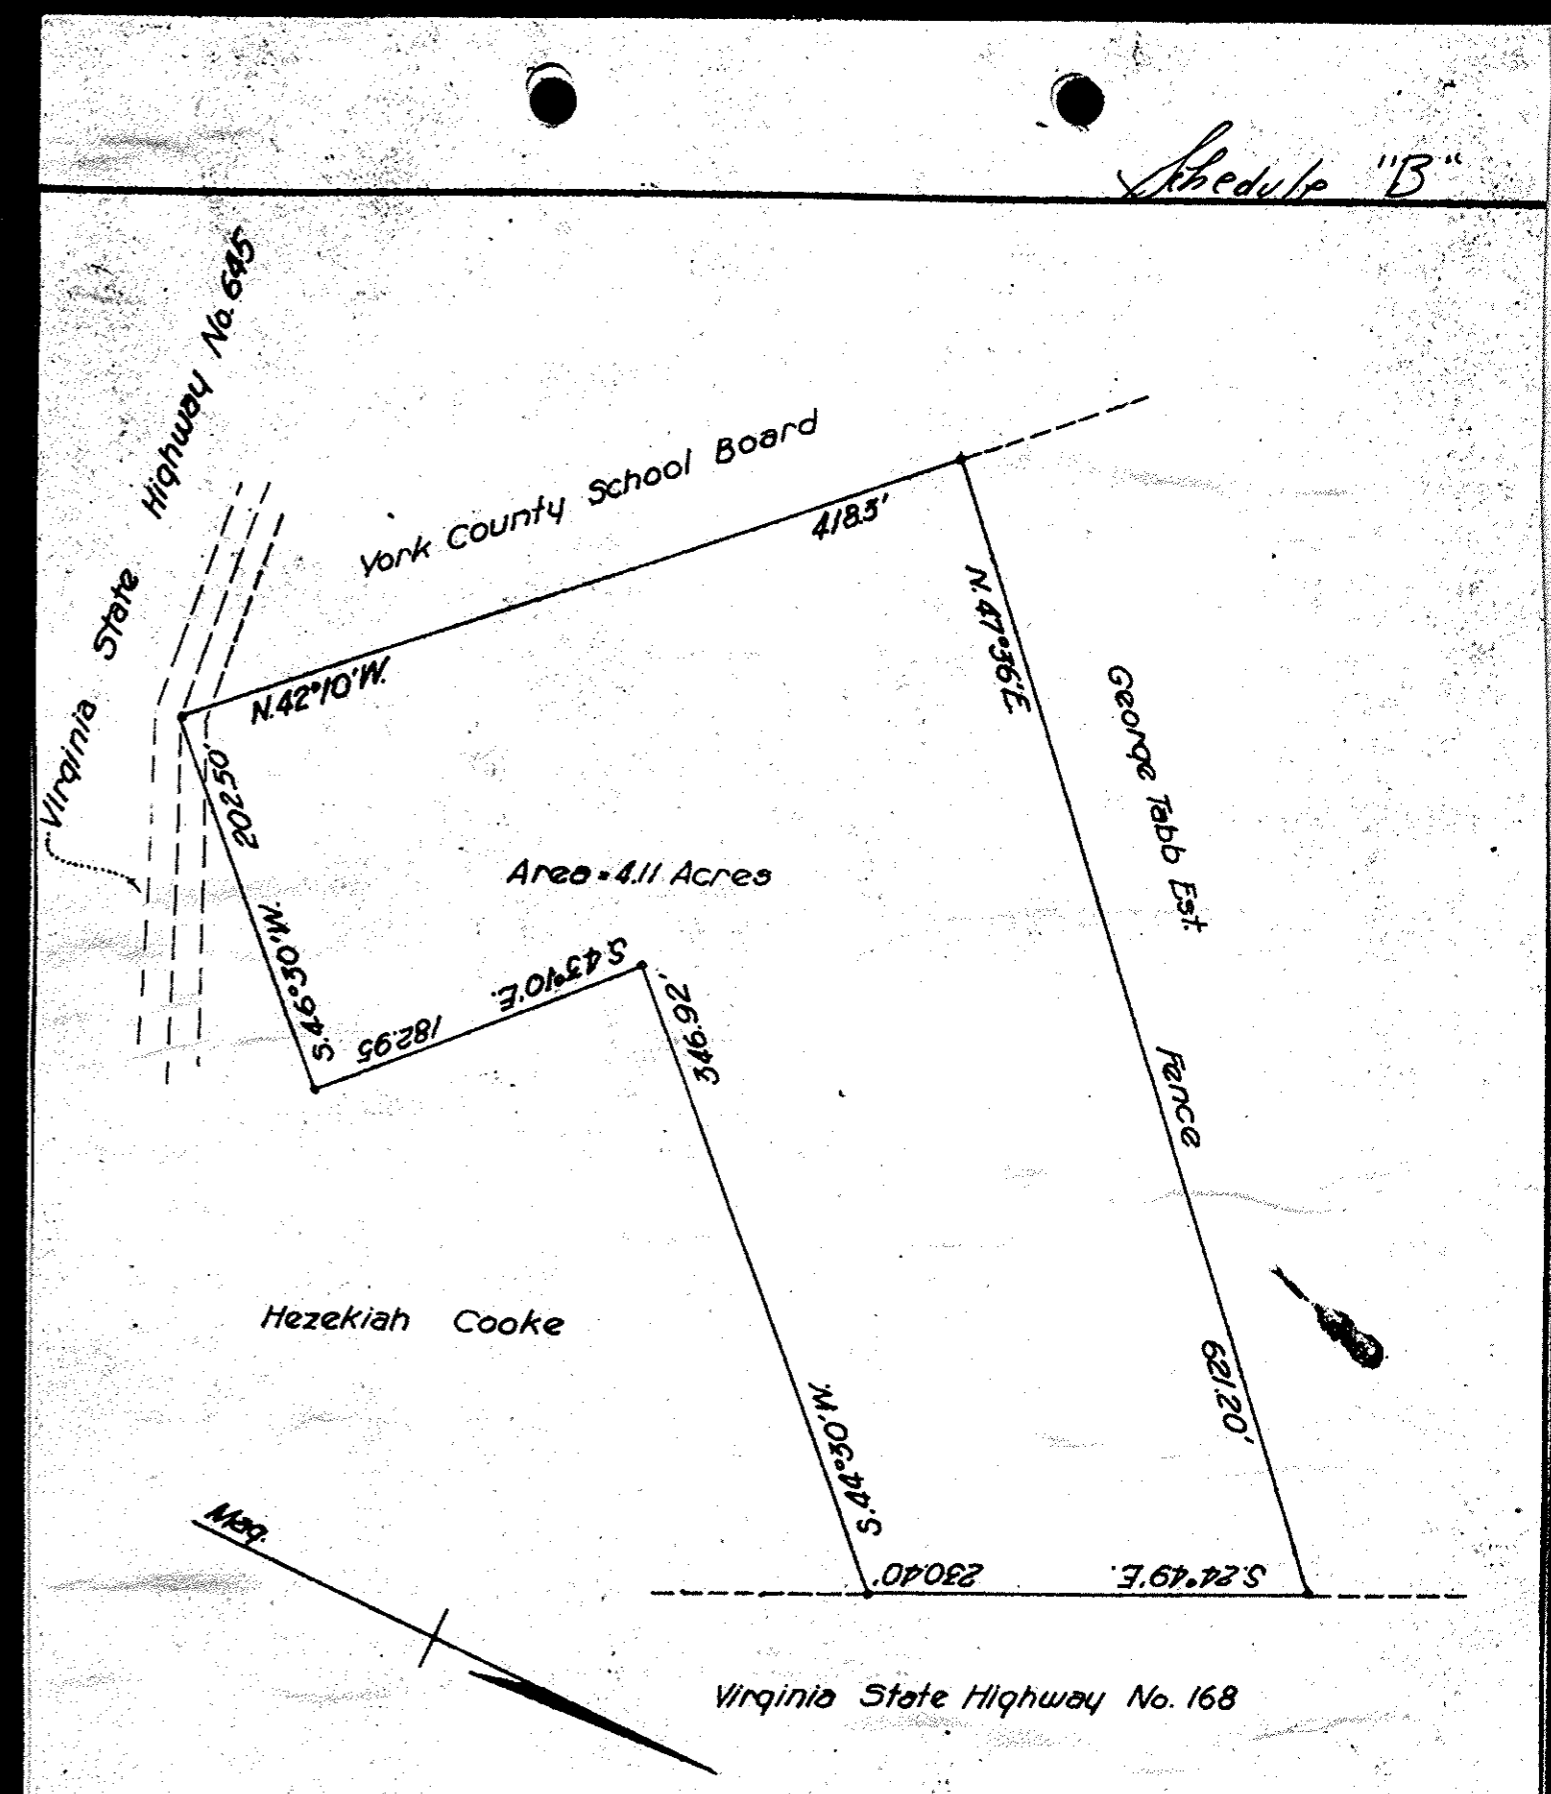 Schedule "B"
Virginia State Highway No. 645
York County School Board
418.5'
N.42°10'W.
N.47°36'E.
George Tabb Est.
202.50'
S.46°30'W.
Area = 4.11 Acres
S.43°10'E.
182.95
346.92'
Fence
Hezekiah Cooke
621.20'
S.44°30'W.
Mag.
230.40'
S.24°49'E.
Virginia State Highway No. 168